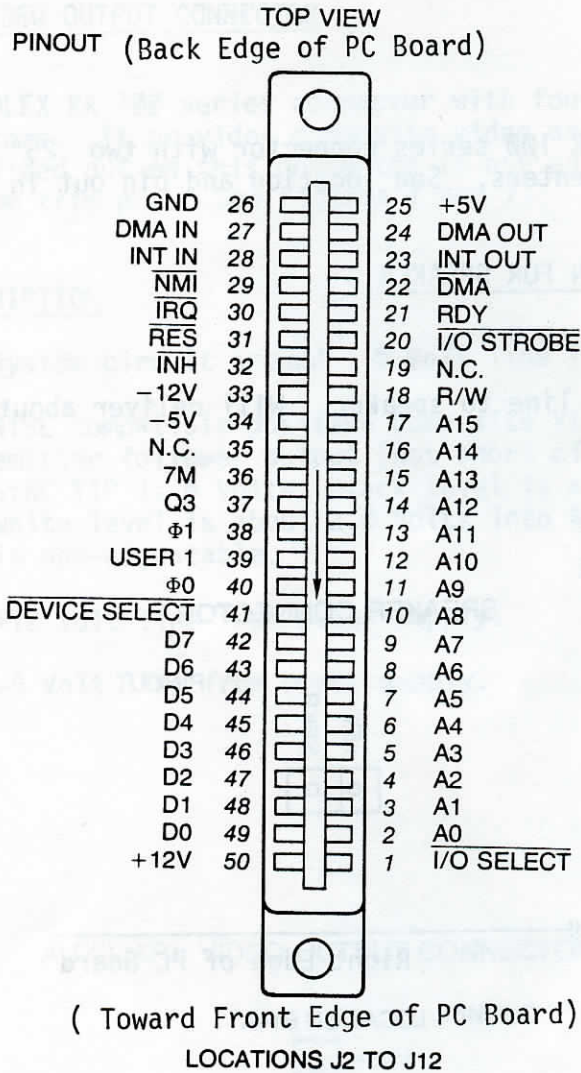 TOP VIEW
PINOUT (Back Edge of PC Board)
GND 26 25 +5V
DMA IN 27 24 DMA OUT
INT IN 28 23 INT OUT
NMI 29 22 DMA
IRQ 30 21 RDY
RES 31 20 I/O STROBE
INH 32 19 N.C.
-12V 33 18 R/W
-5V 34 17 A15
N.C. 35 16 A14
7M 36 15 A13
Q3 37 14 A12
Φ1 38 13 A11
USER 1 39 12 A10
Φ0 40 11 A9
DEVICE SELECT 41 10 A8
D7 42 9 A7
D6 43 8 A6
D5 44 7 A5
D4 45 6 A4
D3 46 5 A3
D2 47 4 A2
D1 48 3 A1
D0 49 2 A0
+12V 50 1 I/O SELECT
( Toward Front Edge of PC Board)
LOCATIONS J2 TO J12